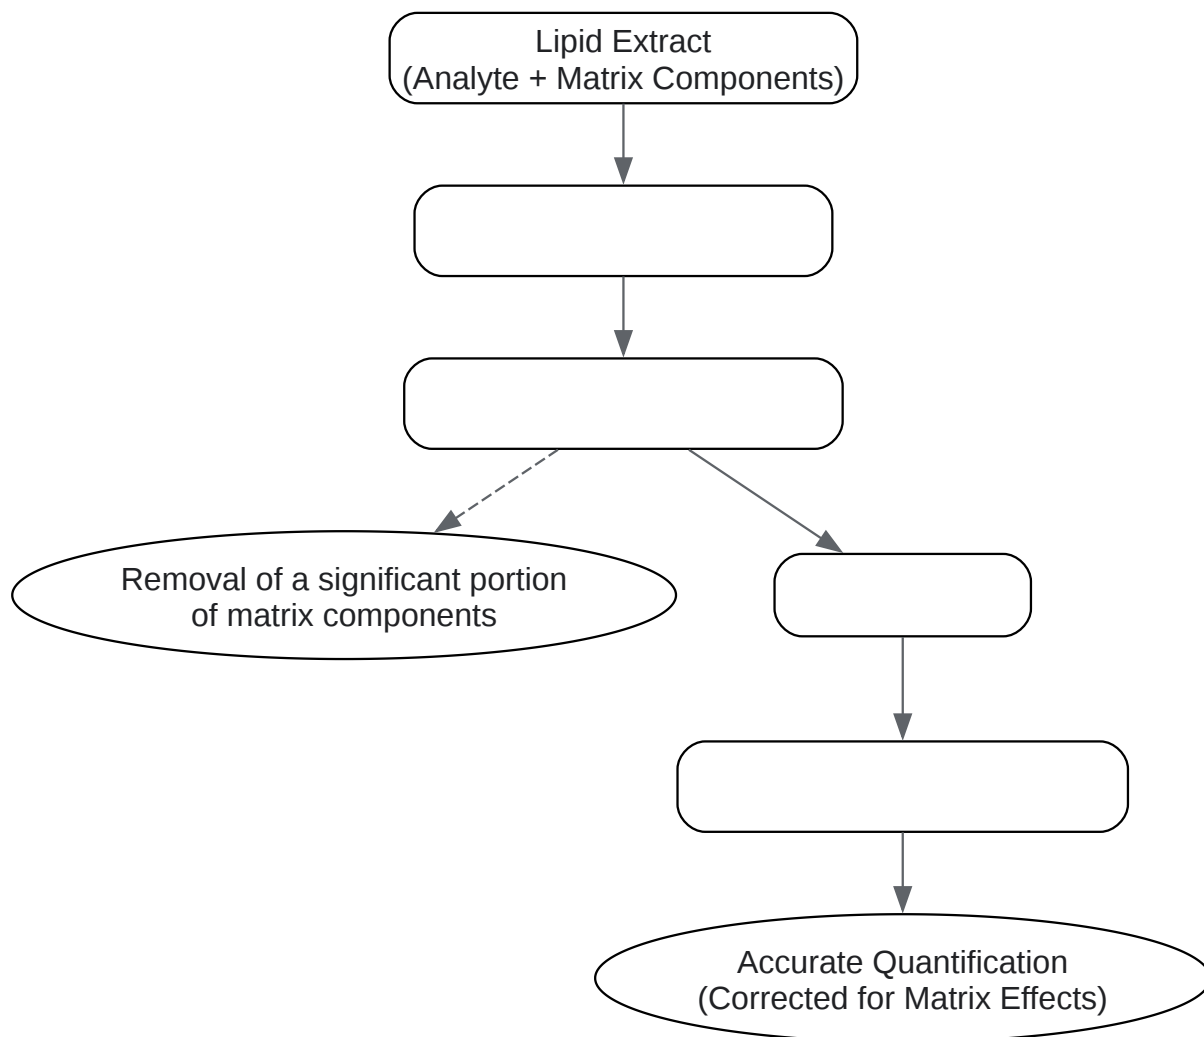 Lipid Extract
(Analyte + Matrix Components)
Removal of a significant portion
of matrix components
Accurate Quantification
(Corrected for Matrix Effects)